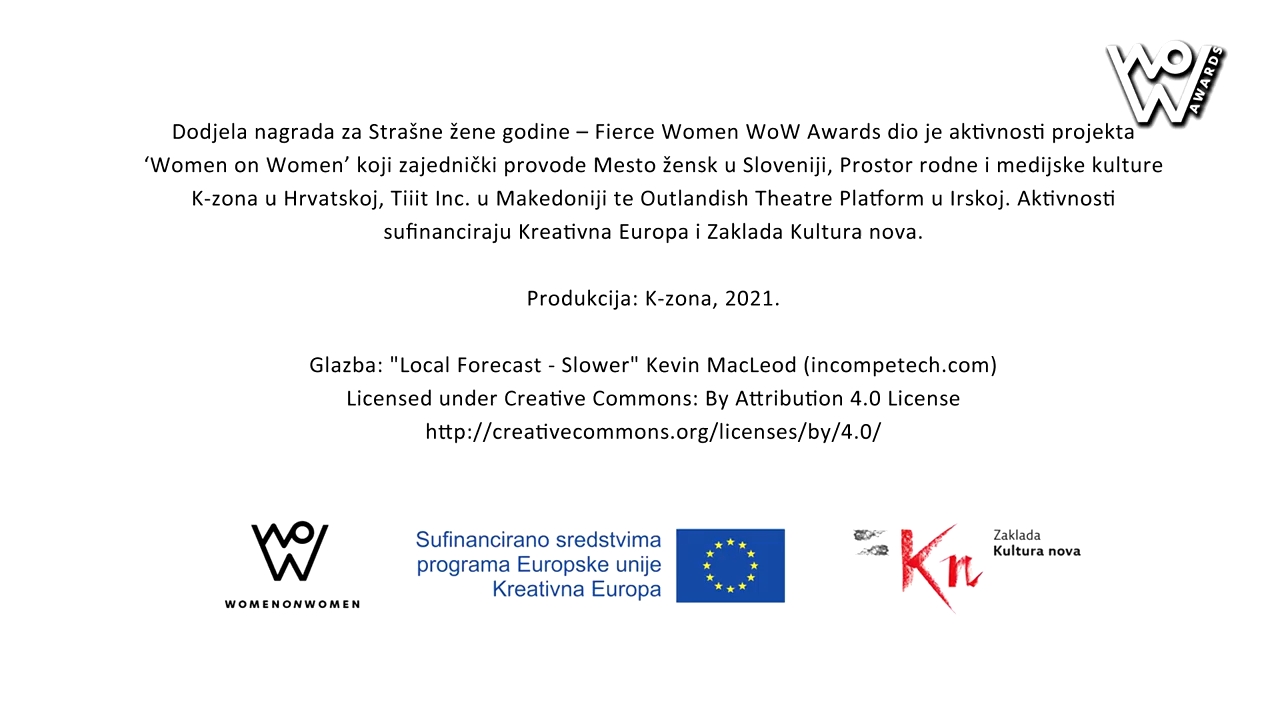 WOW
AWARDS
Dodjela nagrada za Strašne žene godine – Fierce Women WoW Awards dio je aktivnosti projekta
‘Women on Women’ koji zajednički provode Mesto žensk u Sloveniji, Prostor rodne i medijske kulture
K-zona u Hrvatskoj, Tiiit Inc. u Makedoniji te Outlandish Theatre Platform u Irskoj. Aktivnosti
sufinanciraju Kreativna Europa i Zaklada Kultura nova.
Produkcija: K-zona, 2021.
Glazba: "Local Forecast - Slower" Kevin MacLeod (incompetech.com)
Licensed under Creative Commons: By Attribution 4.0 License
http://creativecommons.org/licenses/by/4.0/
WOW
WOMENONWOMEN
Sufinancirano sredstvima
programa Europske unije
Kreativna Europa
Kn
Zaklada
Kultura nova